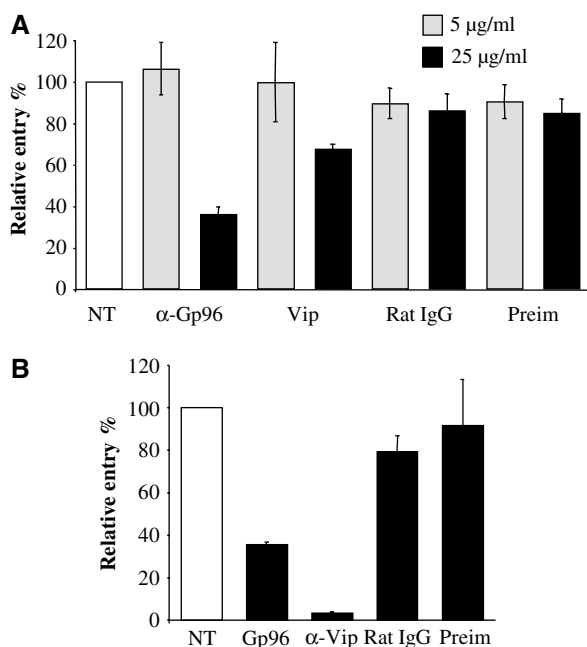 A
5 µg/ml
25 µg/ml
Relative entry %
120
100
80
60
40
20
0
NT α-Gp96 Vip Rat IgG Preim
B
Relative entry %
120
100
80
60
40
20
0
NT Gp96 α-Vip Rat IgG Preim